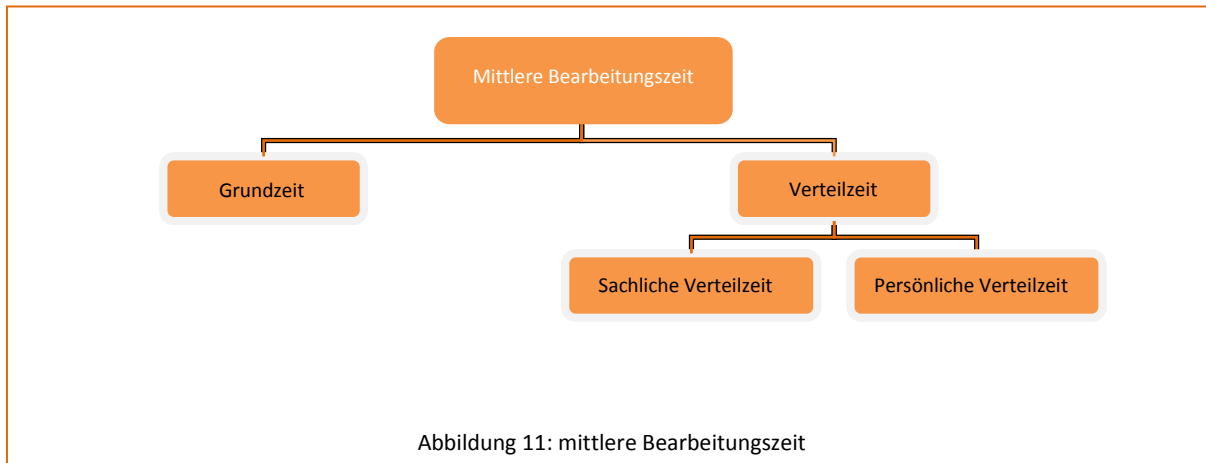 Mittlere Bearbeitungszeit
Grundzeit
Verteilzeit
Sachliche Verteilzeit
Persönliche Verteilzeit
Abbildung 11: mittlere Bearbeitungszeit